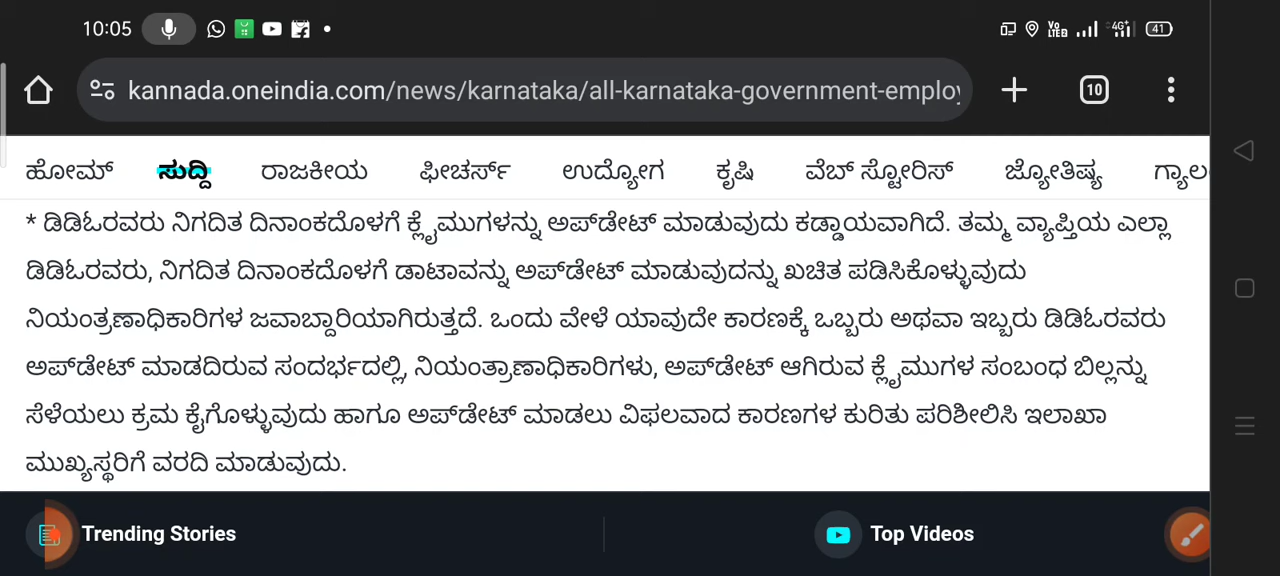 10:05
4G+
41
kannada.oneindia.com/news/karnataka/all-karnataka-government-employ
10
ಹೋಮ್ ಸುದ್ದಿ ರಾಜಕೀಯ ಫೀಚರ್ಸ್ ಉದ್ಯೋಗ ಕೃಷಿ ವೆಬ್ ಸ್ಟೋರಿಸ್ ಜ್ಯೋತಿಷ್ಯ ಗ್ಯಾಲ
* ಡಿಡಿಓರವರು ನಿಗದಿತ ದಿನಾಂಕದೊಳಗೆ ಕ್ಲೈಮುಗಳನ್ನು ಅಪ್‌ಡೇಟ್ ಮಾಡುವುದು ಕಡ್ಡಾಯವಾಗಿದೆ. ತಮ್ಮ ವ್ಯಾಪ್ತಿಯ ಎಲ್ಲಾ
ಡಿಡಿಓರವರು, ನಿಗದಿತ ದಿನಾಂಕದೊಳಗೆ ಡಾಟಾವನ್ನು ಅಪ್‌ಡೇಟ್ ಮಾಡುವುದನ್ನು ಖಚಿತ ಪಡಿಸಿಕೊಳ್ಳುವುದು
ನಿಯಂತ್ರಣಾಧಿಕಾರಿಗಳ ಜವಾಬ್ದಾರಿಯಾಗಿರುತ್ತದೆ. ಒಂದು ವೇಳೆ ಯಾವುದೇ ಕಾರಣಕ್ಕೆ ಒಬ್ಬರು ಅಥವಾ ಇಬ್ಬರು ಡಿಡಿಓರವರು
ಅಪ್‌ಡೇಟ್ ಮಾಡದಿರುವ ಸಂದರ್ಭದಲ್ಲಿ, ನಿಯಂತ್ರಾಣಾಧಿಕಾರಿಗಳು, ಅಪ್‌ಡೇಟ್ ಆಗಿರುವ ಕ್ಲೈಮುಗಳ ಸಂಬಂಧ ಬಿಲ್ಲನ್ನು
ಸೆಳೆಯಲು ಕ್ರಮ ಕೈಗೊಳ್ಳುವುದು ಹಾಗೂ ಅಪ್‌ಡೇಟ್ ಮಾಡಲು ವಿಫಲವಾದ ಕಾರಣಗಳ ಕುರಿತು ಪರಿಶೀಲಿಸಿ ಇಲಾಖಾ
ಮುಖ್ಯಸ್ಥರಿಗೆ ವರದಿ ಮಾಡುವುದು.
Trending Stories Top Videos